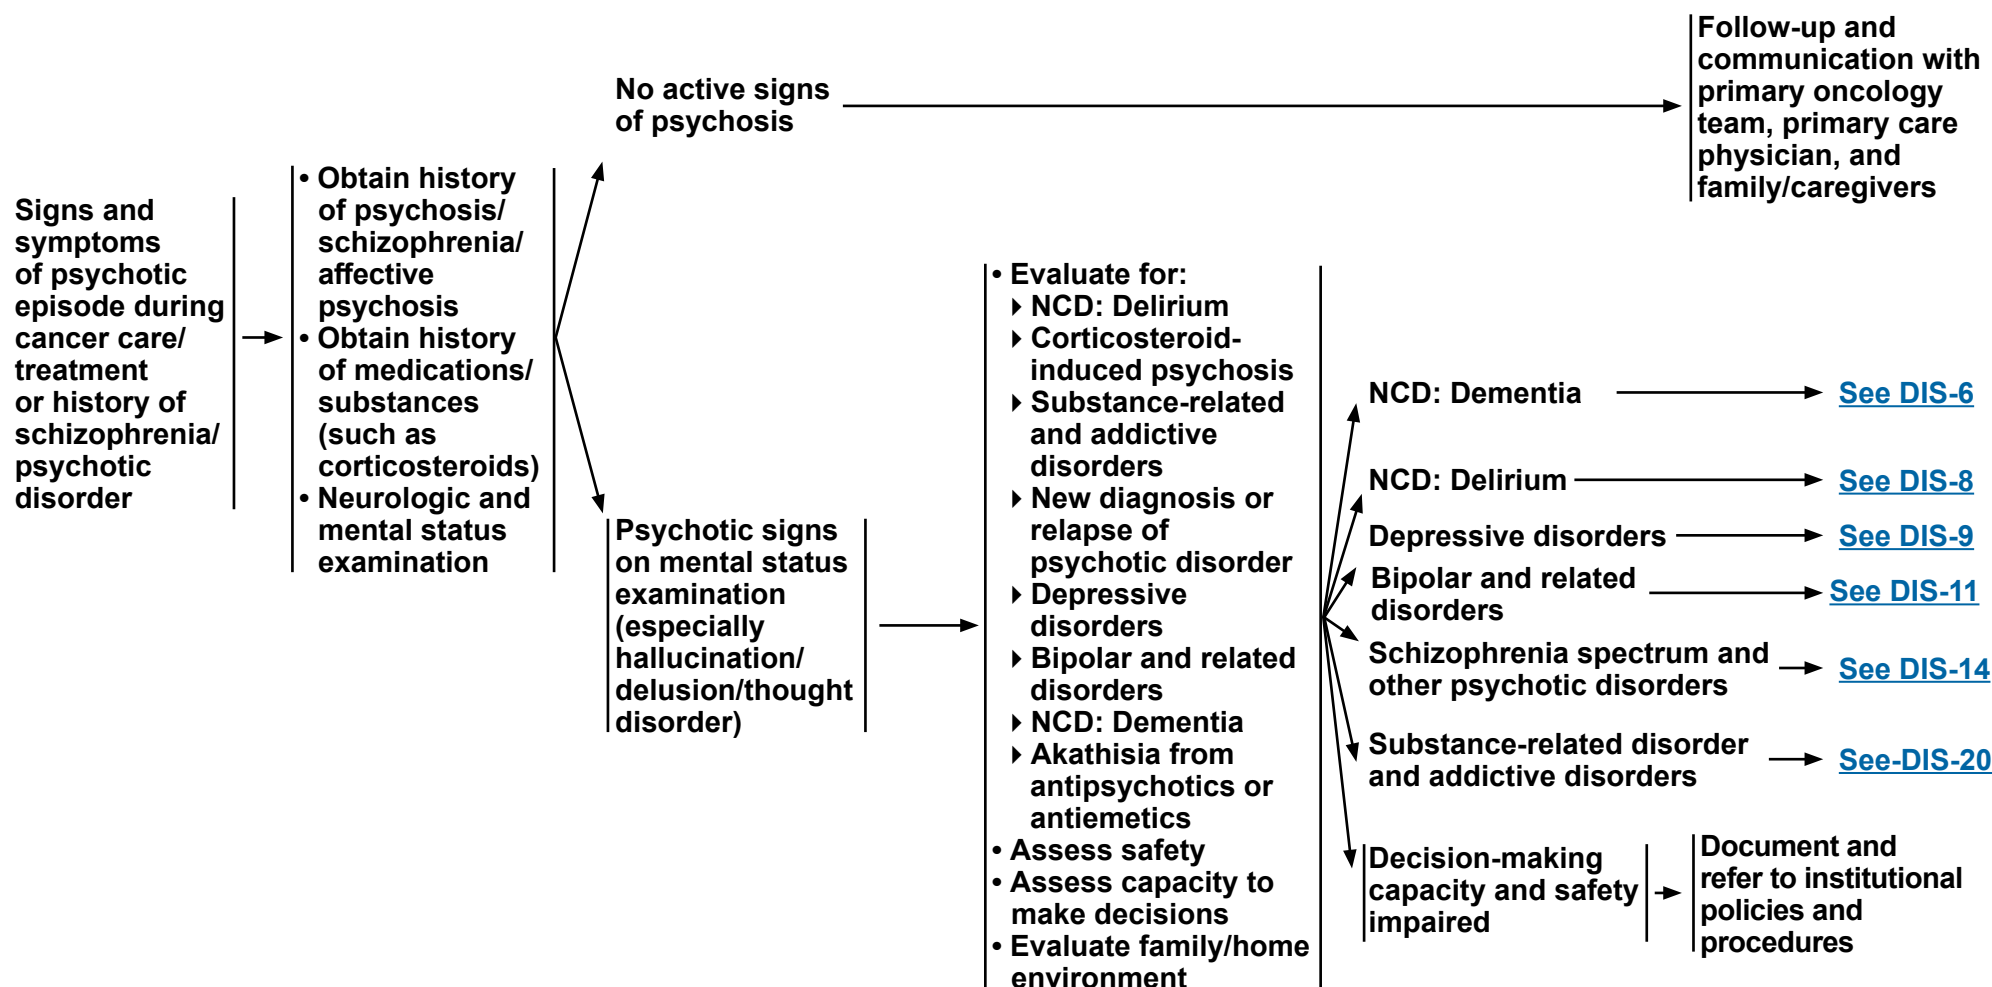 Signs and
symptoms
of psychotic
episode during
cancer care/
treatment
or history of
schizophrenia/
psychotic
disorder
• Obtain history
of psychosis/
schizophrenia/
affective
psychosis
• Obtain history
of medications/
substances
(such as
corticosteroids)
• Neurologic and
mental status
examination
No active signs
of psychosis
Follow-up and
communication with
primary oncology
team, primary care
physician, and
family/caregivers
Psychotic signs
on mental status
examination
(especially
hallucination/
delusion/thought
disorder)
• Evaluate for:
NCD: Delirium
Corticosteroid-
induced psychosis
Substance-related
and addictive
disorders
New diagnosis or
relapse of
psychotic disorder
Depressive
disorders
Bipolar and related
disorders
NCD: Dementia
Akathisia from
antipsychotics or
antiemetics
• Assess safety
• Assess capacity to
make decisions
• Evaluate family/home
environment
NCD: Dementia
See DIS-6
NCD: Delirium
See DIS-8
Depressive disorders
See DIS-9
Bipolar and related
disorders
See DIS-11
Schizophrenia spectrum and
other psychotic disorders
See DIS-14
Substance-related disorder
and addictive disorders
See-DIS-20
Decision-making
capacity and safety
impaired
Document and
refer to institutional
policies and
procedures